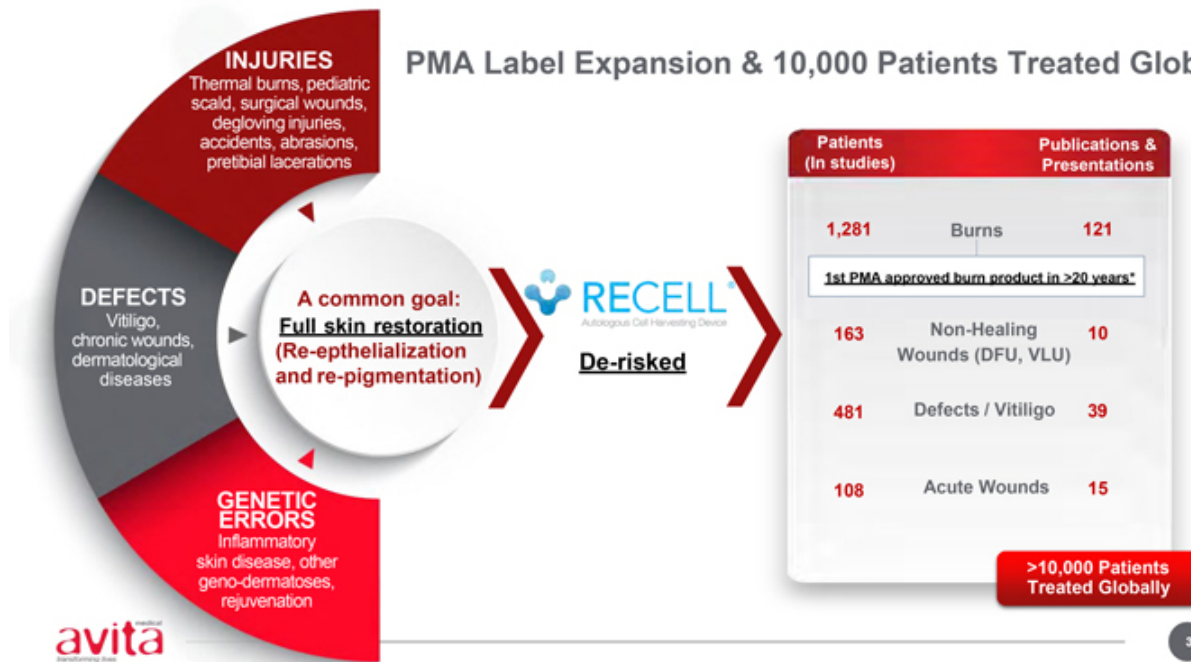 PMA Label Expansion & 10,000 Patients Treated Glob
INJURIES
Thermal burns, pediatric
scald, surgical wounds,
degloving injuries,
accidents, abrasions,
pretibial lacerations
DEFECTS
Vitiligo,
chronic wounds,
dermatological
diseases
GENETIC
ERRORS
Inflammatory
skin disease, other
geno-dermatoses,
rejuvenation
A common goal:
Full skin restoration
(Re-epthelialization
and re-pigmentation)
RECELL®
Autologous Cell Harvesting Device
De-risked
Patients
(In studies)
Publications &
Presentations
1,281 Burns 121
1st PMA approved burn product in >20 years*
163 Non-Healing
Wounds (DFU, VLU) 10
481 Defects / Vitiligo 39
108 Acute Wounds 15
>10,000 Patients
Treated Globally
avita
medical
transforming lives
3